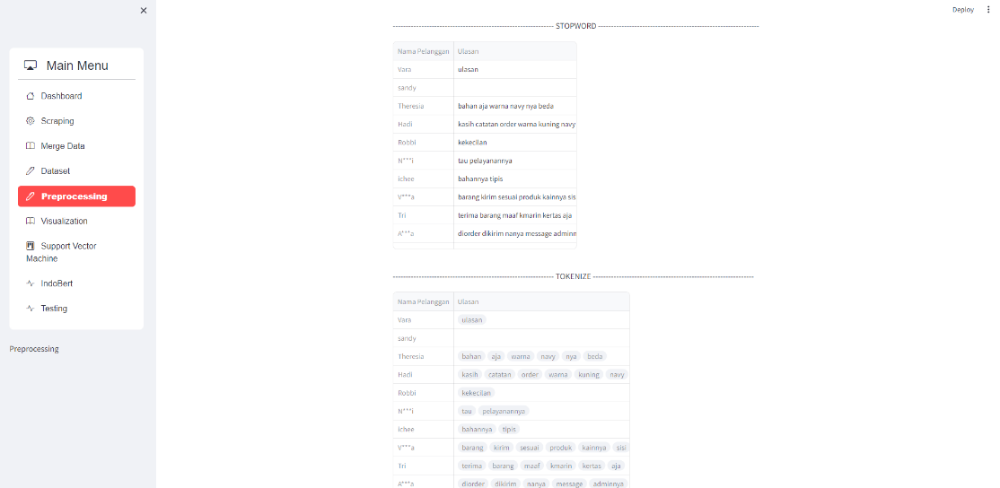 Deploy
Main Menu
Dashboard
Scraping
Merge Data
Dataset
Preprocessing
Visualization
Support Vector
Machine
IndoBert
Testing
Preprocessing
STOPWORD
Nama Pelanggan Ulasan
Vara ulasan
sandy
Theresia bahan aja warna navy nya beda
Hadi kasih catatan order warna kuning navy
Robbi kekecilan
N***i tau pelayanannya
ichee bahannya tipis
V***a barang kirim sesuai produk kainnya sis
Tri terima barang maaf kmarin kertas aja
A***a diorder dikirim nanya message adminn
TOKENIZE
Nama Pelanggan Ulasan
Vara ulasan
sandy
Theresia bahan aja warna navy nya beda
Hadi kasih catatan order warna kuning navy
Robbi kekecilan
N***i tau pelayanannya
ichee bahannya tipis
V***a barang kirim sesuai produk kainnya sisi
Tri terima barang maaf kmarin kertas aja
A***a diorder dikirim nanya message adminnya